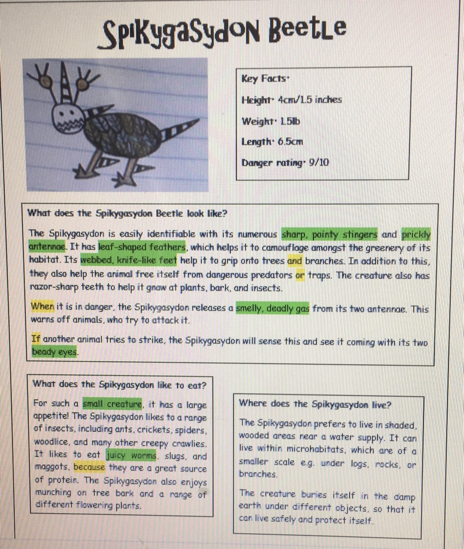 SpikygaSydoN Beetle
Key Facts·
Height· 4cm/1.5 inches
Weight· 1.5lb
Length· 6.5cm
Danger rating· 9/10
What does the Spikygasydon Beetle look like?
The Spikygasydon is easily identifiable with its numerous sharp, pointy stingers and prickly
antennae. It has leaf-shaped feathers, which helps it to camouflage amongst the greenery of its
habitat. Its webbed, knife-like feet help it to grip onto trees and branches. In addition to this,
they also help the animal free itself from dangerous predators or traps. The creature also has
razor-sharp teeth to help it gnaw at plants, bark, and insects.
When it is in danger, the Spikygasydon releases a smelly, deadly gas from its two antennae. This
warns off animals, who try to attack it.
If another animal tries to strike, the Spikygasydon will sense this and see it coming with its two
beady eyes.
What does the Spikygasydon like to eat?
For such a small creature, it has a large
appetite! The Spikygasydon likes to a range
of insects, including ants, crickets, spiders,
woodlice, and many other creepy crawlies.
It likes to eat juicy worms, slugs, and
maggots, because they are a great source
of protein. The Spikygasydon also enjoys
munching on tree bark and a range of
different flowering plants.
Where does the Spikygasydon live?
The Spikygasydon prefers to live in shaded,
wooded areas near a water supply. It can
live within microhabitats, which are of a
smaller scale e.g. under logs, rocks, or
branches.
The creature buries itself in the damp
earth under different objects, so that it
can live safely and protect itself.